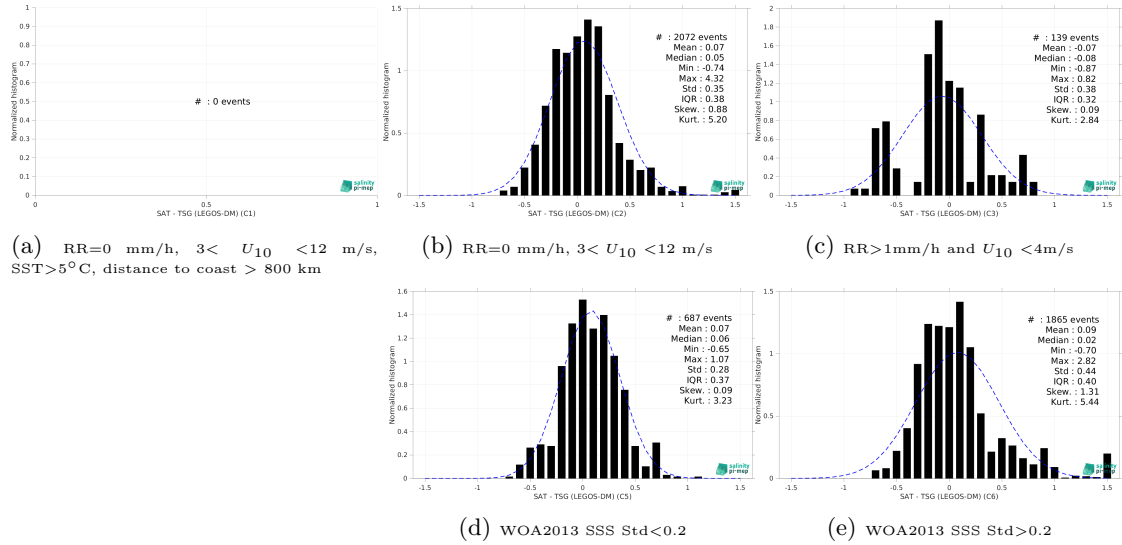 1
0.9
0.8
0.7
0.6
0.5
0.4
0.3
0.2
0.1
0
Normalized histogram
# : 0 events
salinity
pi-mep
0 0.5 1
SAT - TSG (LEGOS-DM) (C1)
(a) RR=0 mm/h, 3< U10 <12 m/s,
SST>5°C, distance to coast > 800 km
1.5
1
0.5
0
Normalized histogram
# : 2072 events
Mean : 0.07
Median : 0.05
Min : -0.74
Max : 4.32
Std : 0.35
IQR : 0.38
Skew. : 0.88
Kurt. : 5.20
salinity
pi-mep
-1.5 -1 -0.5 0 0.5 1 1.5
SAT - TSG (LEGOS-DM) (C2)
(b) RR=0 mm/h, 3< U10 <12 m/s
2
1.8
1.6
1.4
1.2
1
0.8
0.6
0.4
0.2
0
Normalized histogram
# : 139 events
Mean : -0.07
Median : -0.08
Min : -0.87
Max : 0.82
Std : 0.38
IQR : 0.32
Skew. : 0.09
Kurt. : 2.84
salinity
pi-mep
-1.5 -1 -0.5 0 0.5 1 1.5
SAT - TSG (LEGOS-DM) (C3)
(c) RR>1mm/h and U10 <4m/s
1.6
1.4
1.2
1
0.8
0.6
0.4
0.2
0
Normalized histogram
# : 687 events
Mean : 0.07
Median : 0.06
Min : -0.65
Max : 1.07
Std : 0.28
IQR : 0.37
Skew. : 0.09
Kurt. : 3.23
salinity
pi-mep
-1.5 -1 -0.5 0 0.5 1 1.5
SAT - TSG (LEGOS-DM) (C5)
(d) WOA2013 SSS Std<0.2
1.5
1
0.5
0
Normalized histogram
# : 1865 events
Mean : 0.09
Median : 0.02
Min : -0.70
Max : 2.82
Std : 0.44
IQR : 0.40
Skew. : 1.31
Kurt. : 5.44
salinity
pi-mep
-1.5 -1 -0.5 0 0.5 1 1.5
SAT - TSG (LEGOS-DM) (C6)
(e) WOA2013 SSS Std>0.2